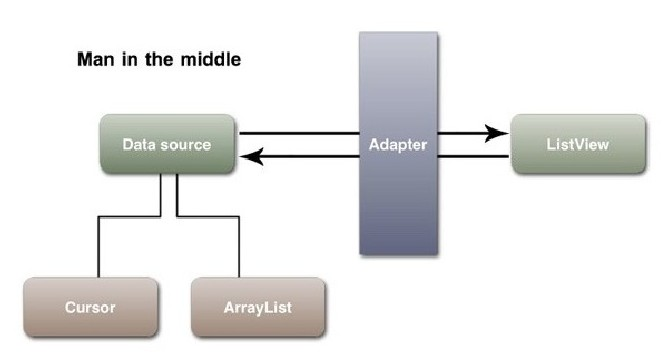 Man in the middle
Data source
Adapter
ListView
Cursor
ArrayList